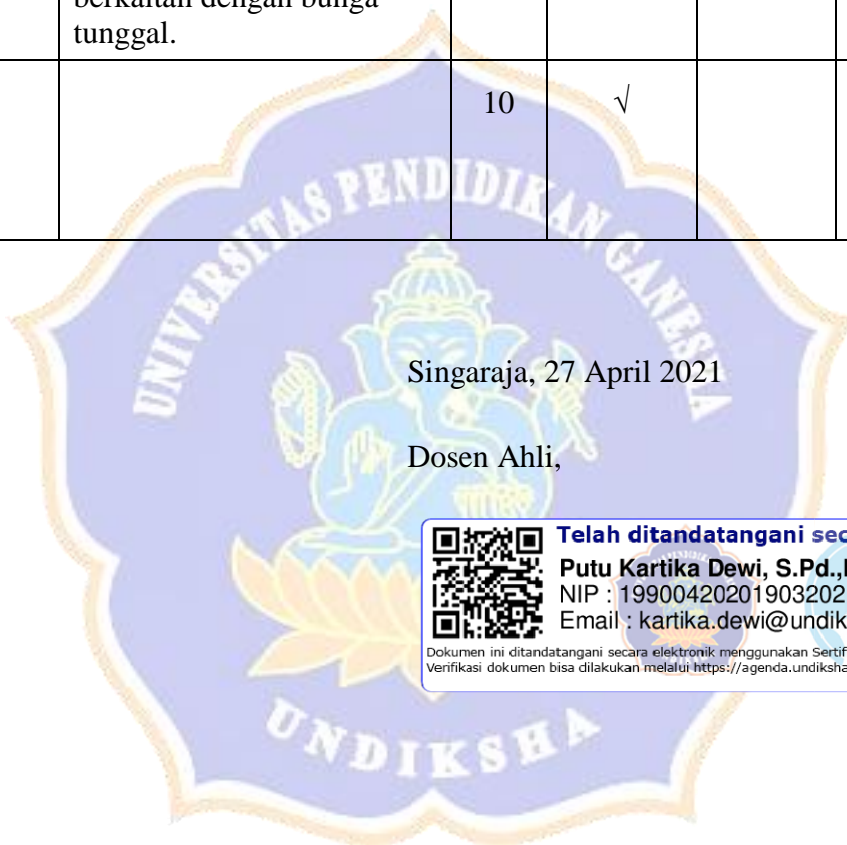 berkaitan dengan bunga
tunggal.
10 √
UNIVERSITAS PENDIDIKAN GANESHA
Singaraja, 27 April 2021
Dosen Ahli,
Telah ditandatangani sec
Putu Kartika Dewi, S.Pd.,
NIP : 19900420201903202
Email : kartika.dewi@undik
Dokumen ini ditandatangani secara elektronik menggunakan Sertif
Verifikasi dokumen bisa dilakukan melalui https://agenda.undiksha
UNDIKSHA